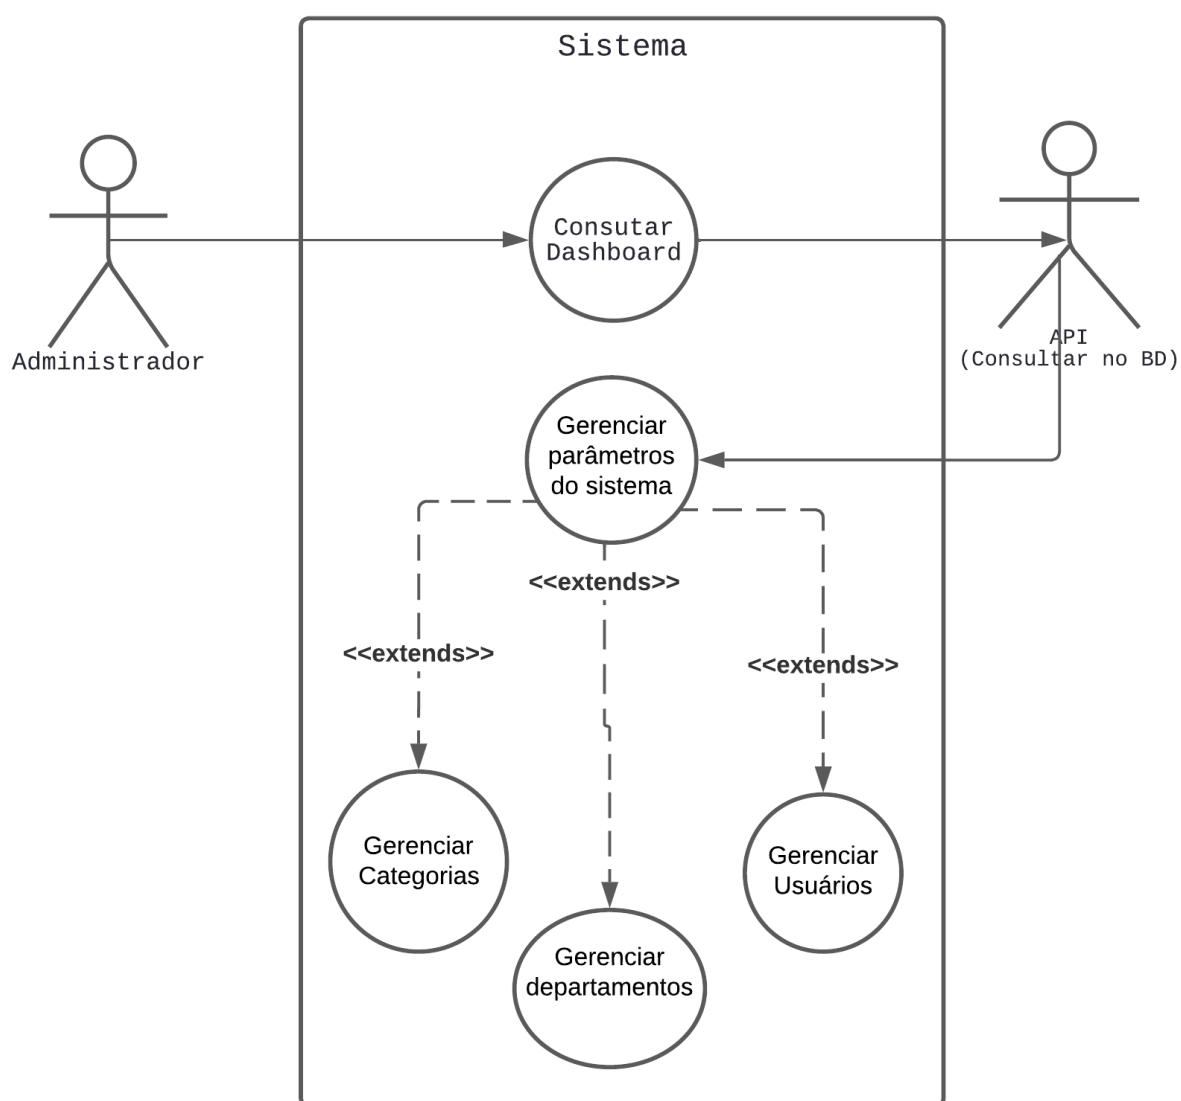 Sistema
Consutar
Dashboard
Administrador
API
(Consultar no BD)
Gerenciar
parâmetros
do sistema
<<extends>>
<<extends>>
<<extends>>
Gerenciar
Categorias
Gerenciar
Usuários
Gerenciar
departamentos